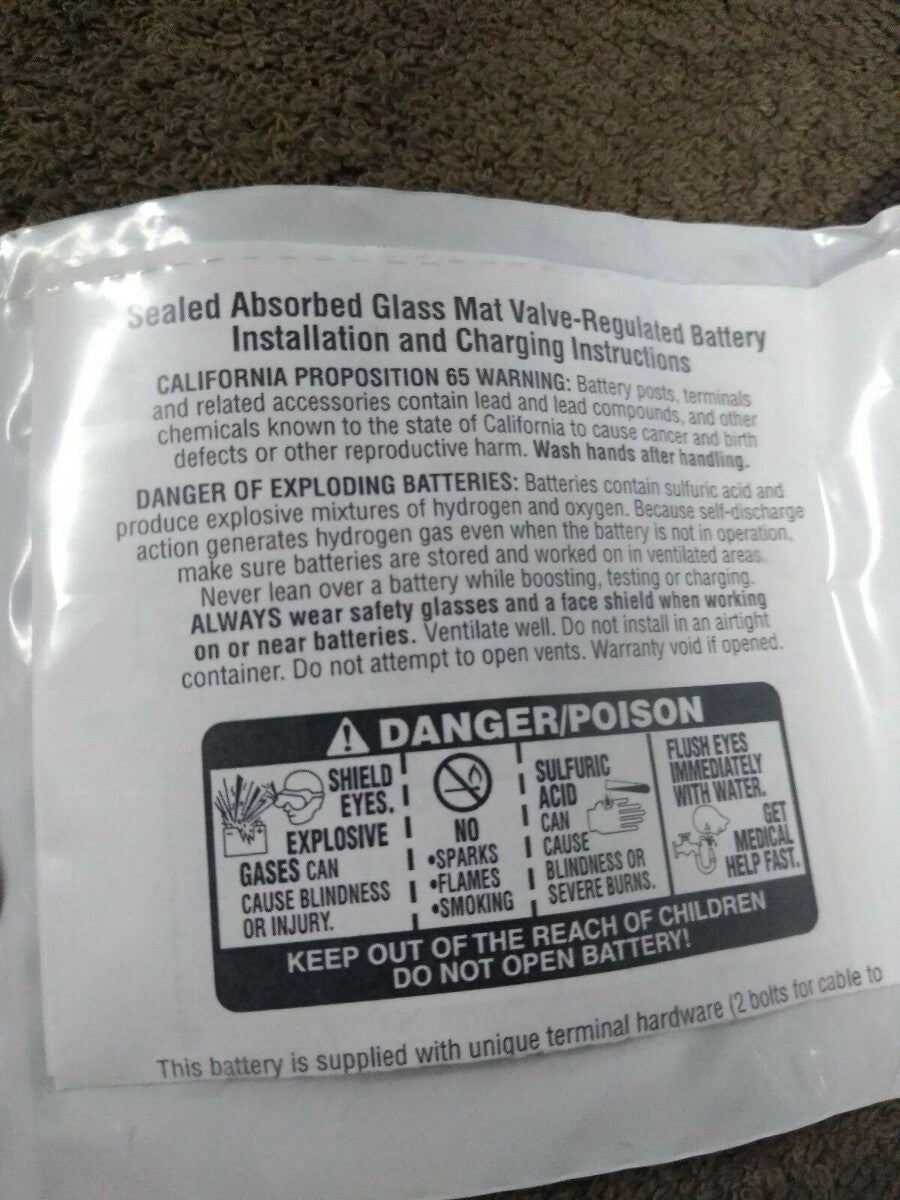 Sealed Absorbed Glass Mat Valve-Regulated Battery
Installation and Charging Instructions
CALIFORNIA PROPOSITION 65 WARNING: Battery posts, terminals
and related accessories contain lead and lead compounds, and other
chemicals known to the state of California to cause cancer and birth
defects or other reproductive harm. Wash hands after handling.
DANGER OF EXPLODING BATTERIES: Batteries contain sulfuric acid and
produce explosive mixtures of hydrogen and oxygen. Because self-discharge
action generates hydrogen gas even when the battery is not in operation,
make sure batteries are stored and worked on in ventilated areas.
Never lean over a battery while boosting, testing or charging.
ALWAYS wear safety glasses and a face shield when working
on or near batteries. Ventilate well. Do not install in an airtight
container. Do not attempt to open vents. Warranty void if opened.
DANGER/POISON
SHIELD
EYES.
EXPLOSIVE
GASES CAN
CAUSE BLINDNESS
OR INJURY.
NO
•SPARKS
•FLAMES
•SMOKING
SULFURIC
ACID
CAN
CAUSE
BLINDNESS OR
SEVERE BURNS.
FLUSH EYES
IMMEDIATELY
WITH WATER.
GET
MEDICAL
HELP FAST.
KEEP OUT OF THE REACH OF CHILDREN
DO NOT OPEN BATTERY!
This battery is supplied with unique terminal hardware (2 bolts for cable to